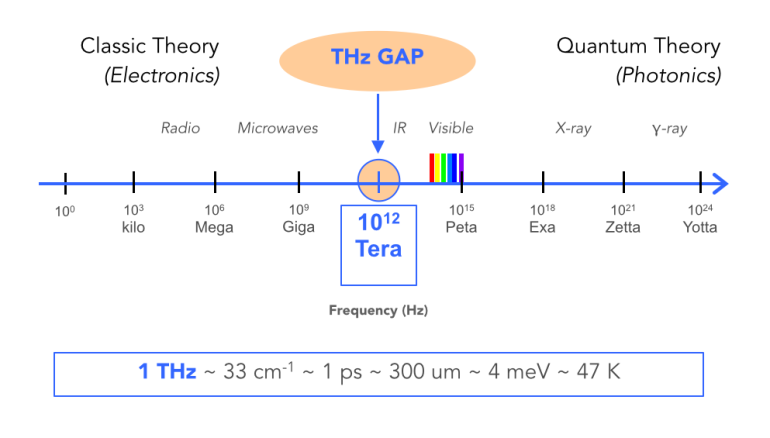 Classic Theory
(Electronics)
THz GAP
Quantum Theory
(Photonics)
Radio
Microwaves
IR
Visible
X-ray
γ-ray
10⁰
10³
kilo
10⁶
Mega
10⁹
Giga
10¹²
Tera
10¹⁵
Peta
10¹⁸
Exa
10²¹
Zetta
10²⁴
Yotta
Frequency (Hz)
1 THz ~ 33 cm⁻¹ ~ 1 ps ~ 300 um ~ 4 meV ~ 47 K